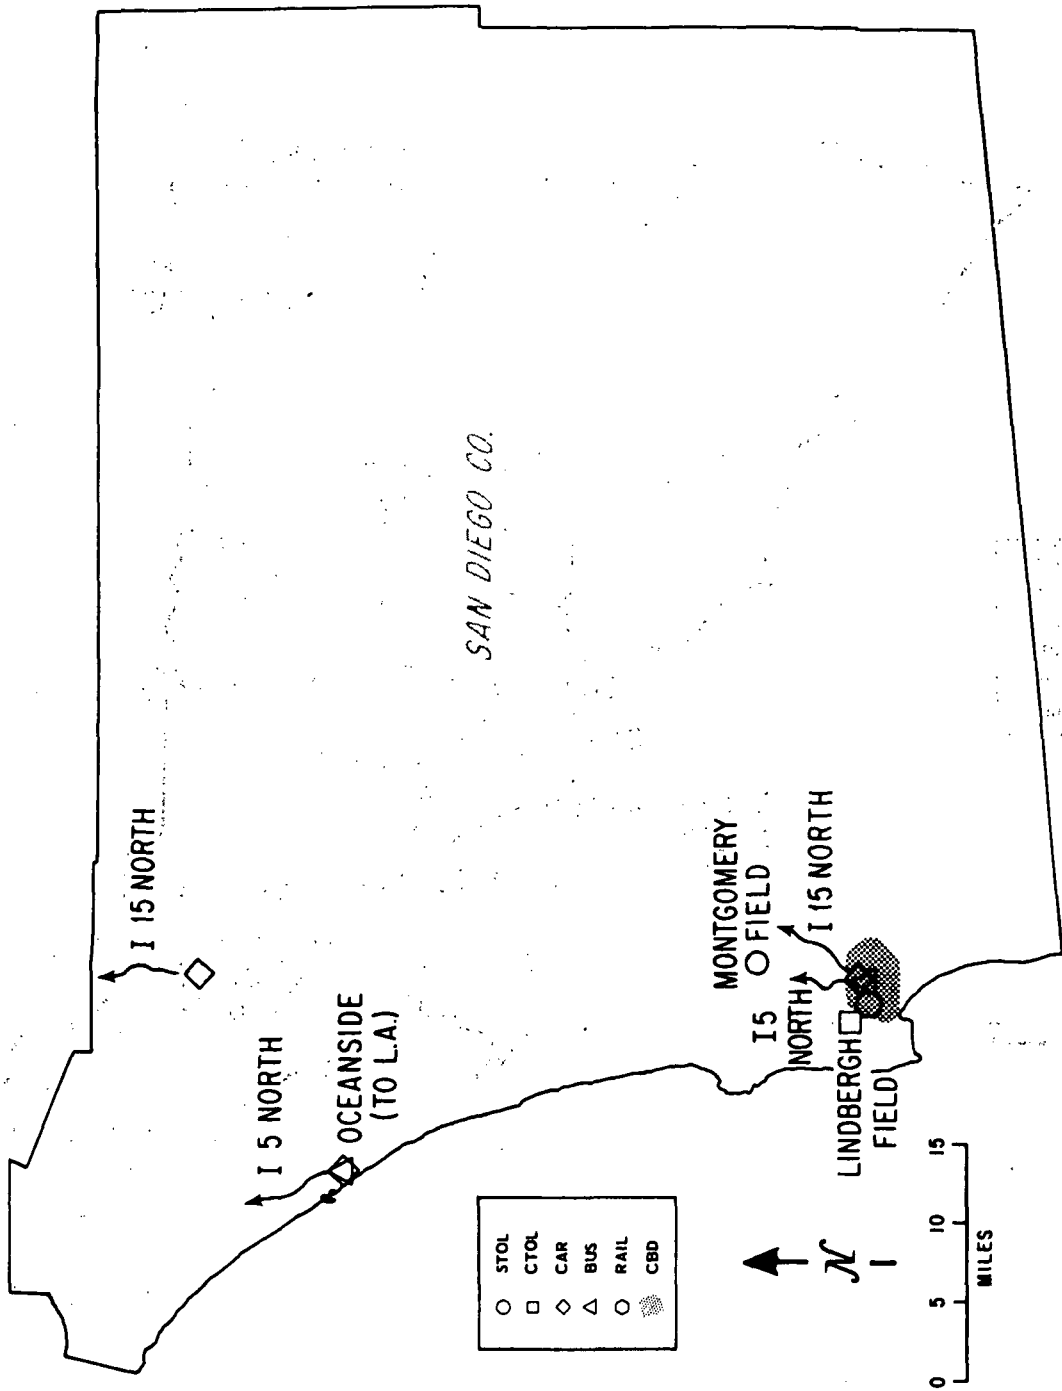 I 15 NORTH
I 5 NORTH
OCEANSIDE
(TO L.A.)
SAN DIEGO CO.
STOL
CTOL
CAR
BUS
RAIL
CBD
MONTGOMERY
FIELD
I 5
NORTH
I 15 NORTH
LINDBERGH
FIELD
N
0 5 10 15
MILES